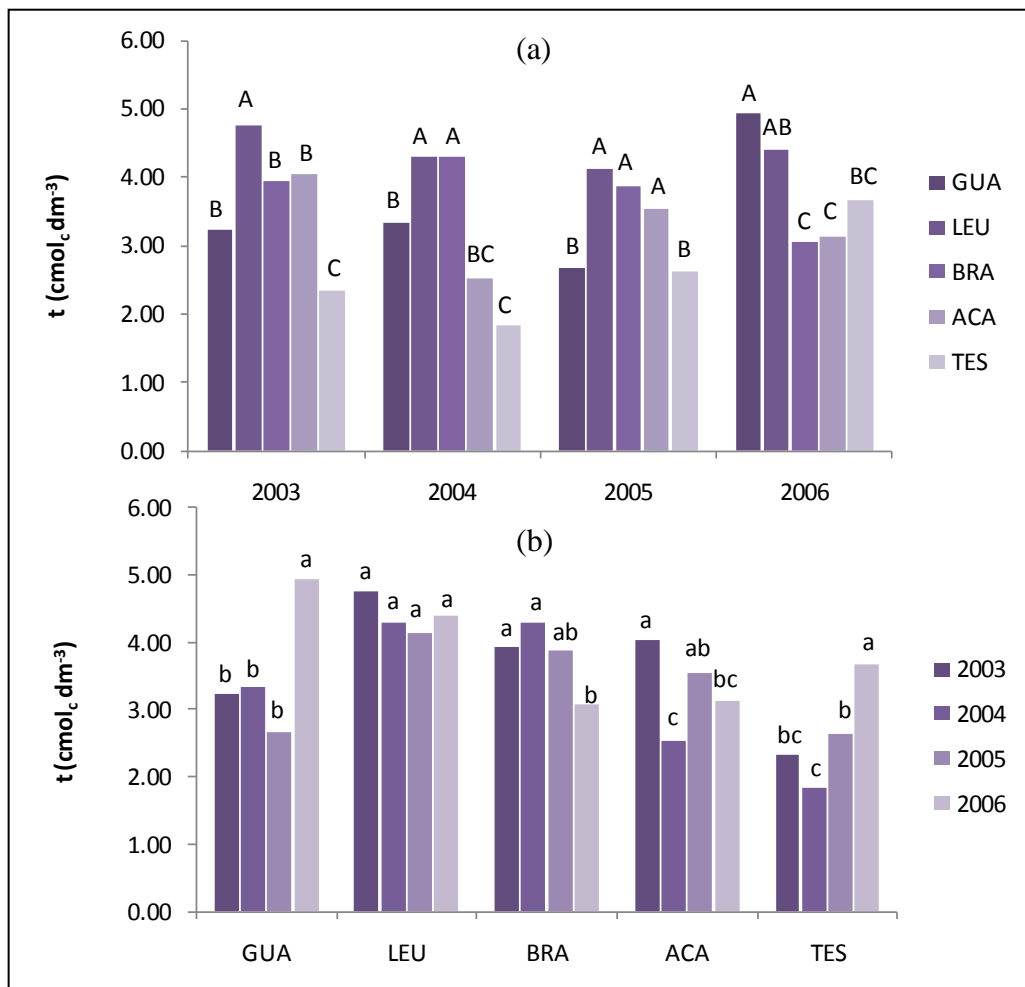 6.00
(a)
5.00
4.00
3.00
2.00
1.00
0.00
t (cmolc dm-3)
B A B B C
B A A BC C
B A A A B
A AB C C BC
2003 2004 2005 2006
GUA
LEU
BRA
ACA
TES
6.00
(b)
5.00
4.00
3.00
2.00
1.00
0.00
t (cmolc dm-3)
b b b a
a a a a
a a ab b
a c ab bc
bc c b a
GUA LEU BRA ACA TES
2003
2004
2005
2006